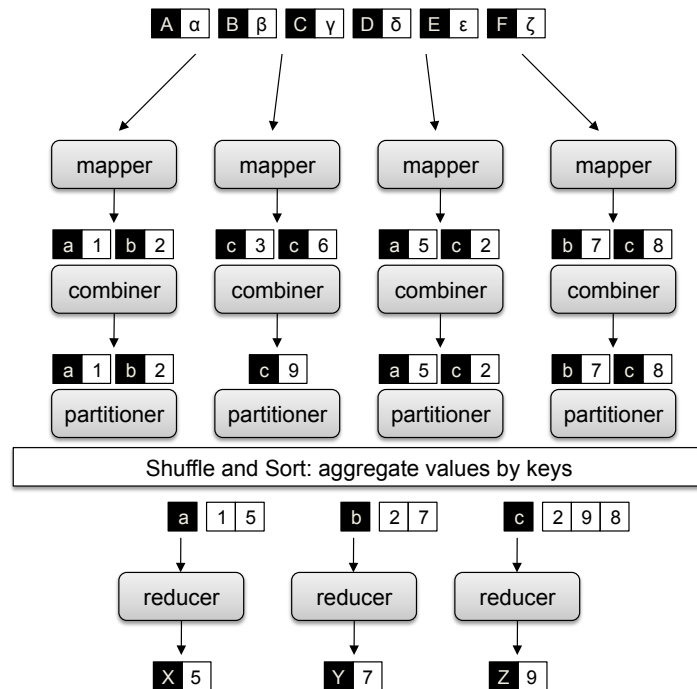 A α B β C γ D δ E ε F ζ
mapper mapper mapper mapper
a 1 b 2 c 3 c 6 a 5 c 2 b 7 c 8
combiner combiner combiner combiner
a 1 b 2 c 9 a 5 c 2 b 7 c 8
partitioner partitioner partitioner partitioner
Shuffle and Sort: aggregate values by keys
a 1 5 b 2 7 c 2 9 8
reducer reducer reducer
X 5 Y 7 Z 9